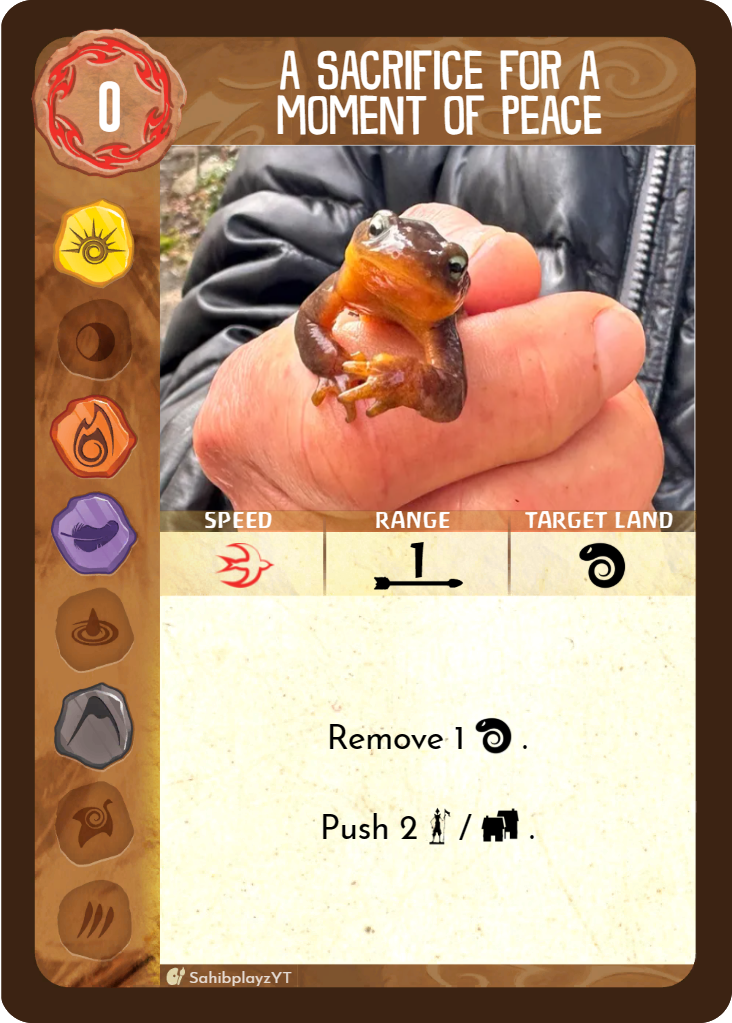 0
A SACRIFICE FOR A
MOMENT OF PEACE
SPEED RANGE TARGET LAND
1
Remove 1 .
Push 2 / .
SahibplayzYT